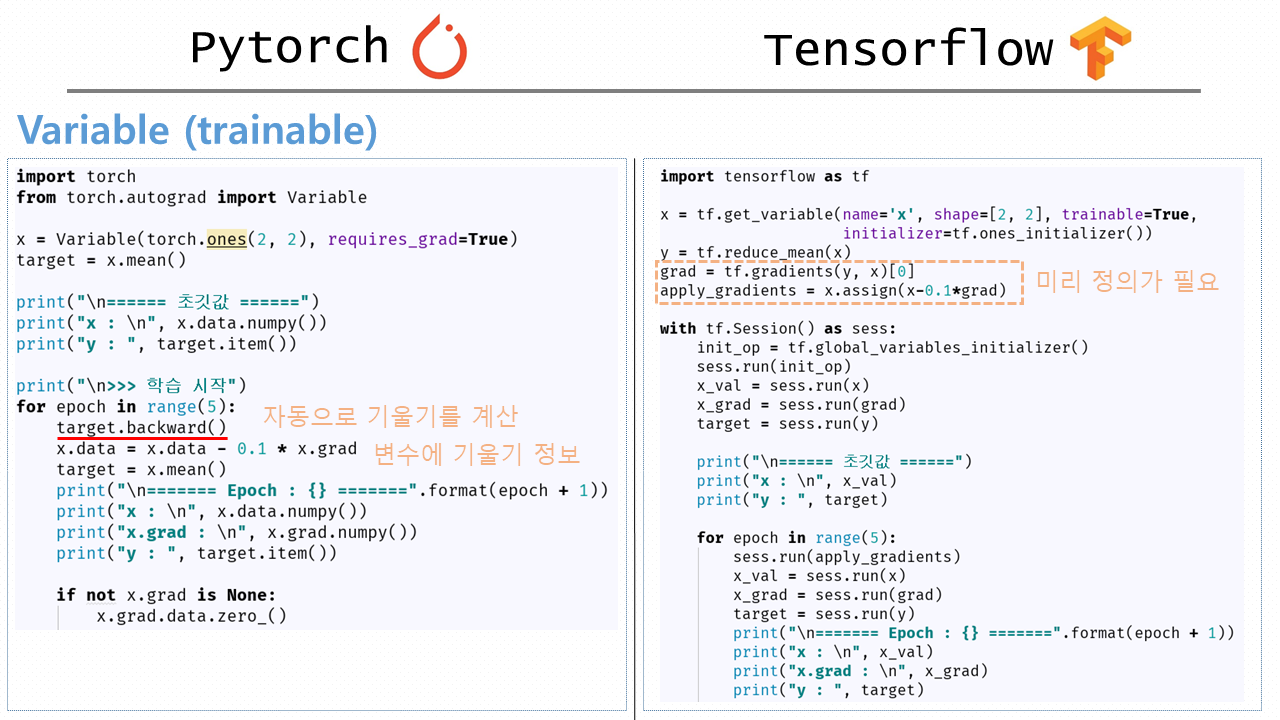 Pytorch
Tensorflow
Variable (trainable)
import torch
from torch.autograd import Variable
x = Variable(torch.ones(2, 2), requires_grad=True)
target = x.mean()
print("\n====== 초깃값 ======")
print("x : \n", x.data.numpy())
print("y : ", target.item())
print("\n>>> 학습 시작")
for epoch in range(5):
target.backward()
자동으로 기울기를 계산
x.data = x.data - 0.1 * x.grad
변수에 기울기 정보
target = x.mean()
print("\n======= Epoch : {} =======".format(epoch + 1))
print("x : \n", x.data.numpy())
print("x.grad : \n", x.grad.numpy())
print("y : ", target.item())
if not x.grad is None:
x.grad.data.zero_()
import tensorflow as tf
x = tf.get_variable(name='x', shape=[2, 2], trainable=True,
initializer=tf.ones_initializer())
y = tf.reduce_mean(x)
grad = tf.gradients(y, x)[0]
apply_gradients = x.assign(x-0.1*grad)
미리 정의가 필요
with tf.Session() as sess:
init_op = tf.global_variables_initializer()
sess.run(init_op)
x_val = sess.run(x)
x_grad = sess.run(grad)
target = sess.run(y)
print("\n====== 초깃값 ======")
print("x : \n", x_val)
print("y : ", target)
for epoch in range(5):
sess.run(apply_gradients)
x_val = sess.run(x)
x_grad = sess.run(grad)
target = sess.run(y)
print("\n======= Epoch : {} =======".format(epoch + 1))
print("x : \n", x_val)
print("x.grad : \n", x_grad)
print("y : ", target)